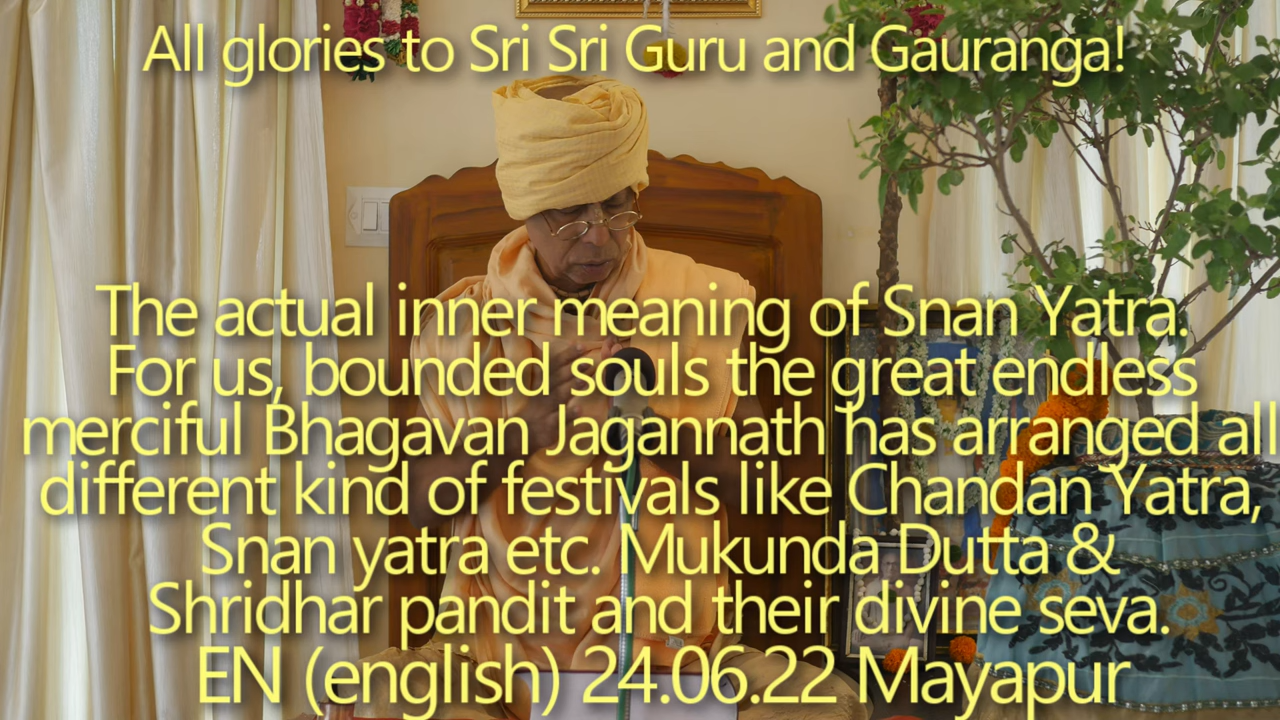 All glories to Sri Sri Guru and Gauranga!
The actual inner meaning of Snan Yatra.
For us, bounded souls the great endless
merciful Bhagavan Jagannath has arranged all
different kind of festivals like Chandan Yatra,
Snan yatra etc. Mukunda Dutta &
Shridhar pandit and their divine seva.
EN (english) 24.06.22 Mayapur